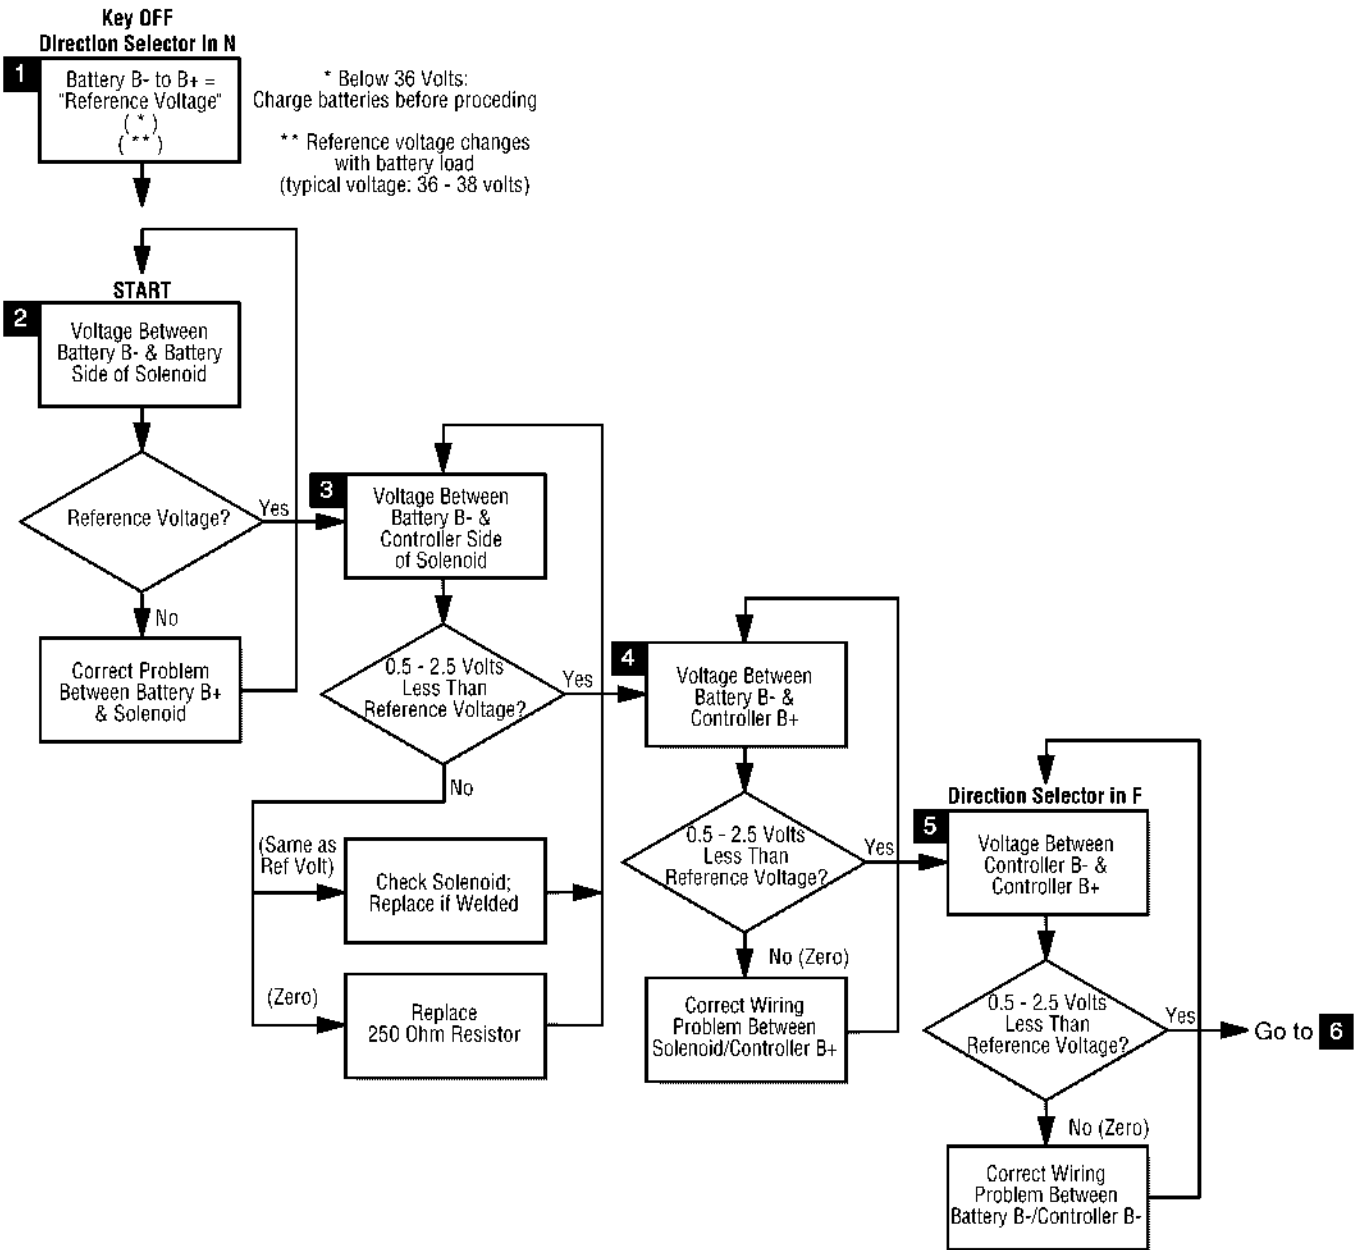 Key OFF
Direction Selector in N
1
Battery B- to B+ =
"Reference Voltage"
( * )
( ** )
* Below 36 Volts:
Charge batteries before proceding
** Reference voltage changes
with battery load
(typical voltage: 36 - 38 volts)
START
2
Voltage Between
Battery B- & Battery
Side of Solenoid
Reference Voltage?
Yes
No
Correct Problem
Between Battery B+
& Solenoid
3
Voltage Between
Battery B- &
Controller Side
of Solenoid
0.5 - 2.5 Volts
Less Than
Reference Voltage?
Yes
No
(Same as
Ref Volt)
Check Solenoid;
Replace if Welded
(Zero)
Replace
250 Ohm Resistor
4
Voltage Between
Battery B- &
Controller B+
0.5 - 2.5 Volts
Less Than
Reference Voltage?
Yes
No (Zero)
Correct Wiring
Problem Between
Solenoid/Controller B+
Direction Selector in F
5
Voltage Between
Controller B- &
Controller B+
0.5 - 2.5 Volts
Less Than
Reference Voltage?
Yes
Go to 6
No (Zero)
Correct Wiring
Problem Between
Battery B-/Controller B-